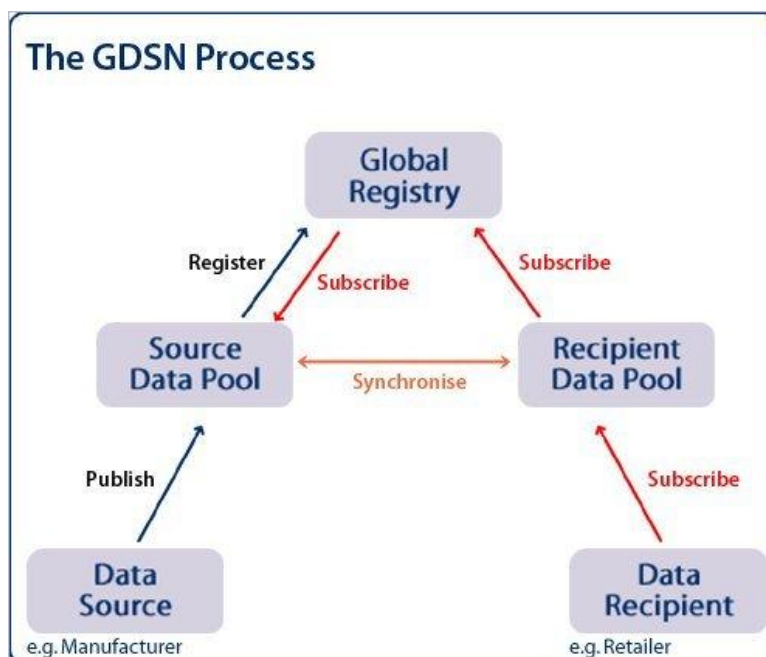 The GDSN Process
Global
Registry
Register
Subscribe
Subscribe
Source
Data Pool
Synchronise
Recipient
Data Pool
Publish
Subscribe
Data
Source
e.g. Manufacturer
Data
Recipient
e.g. Retailer